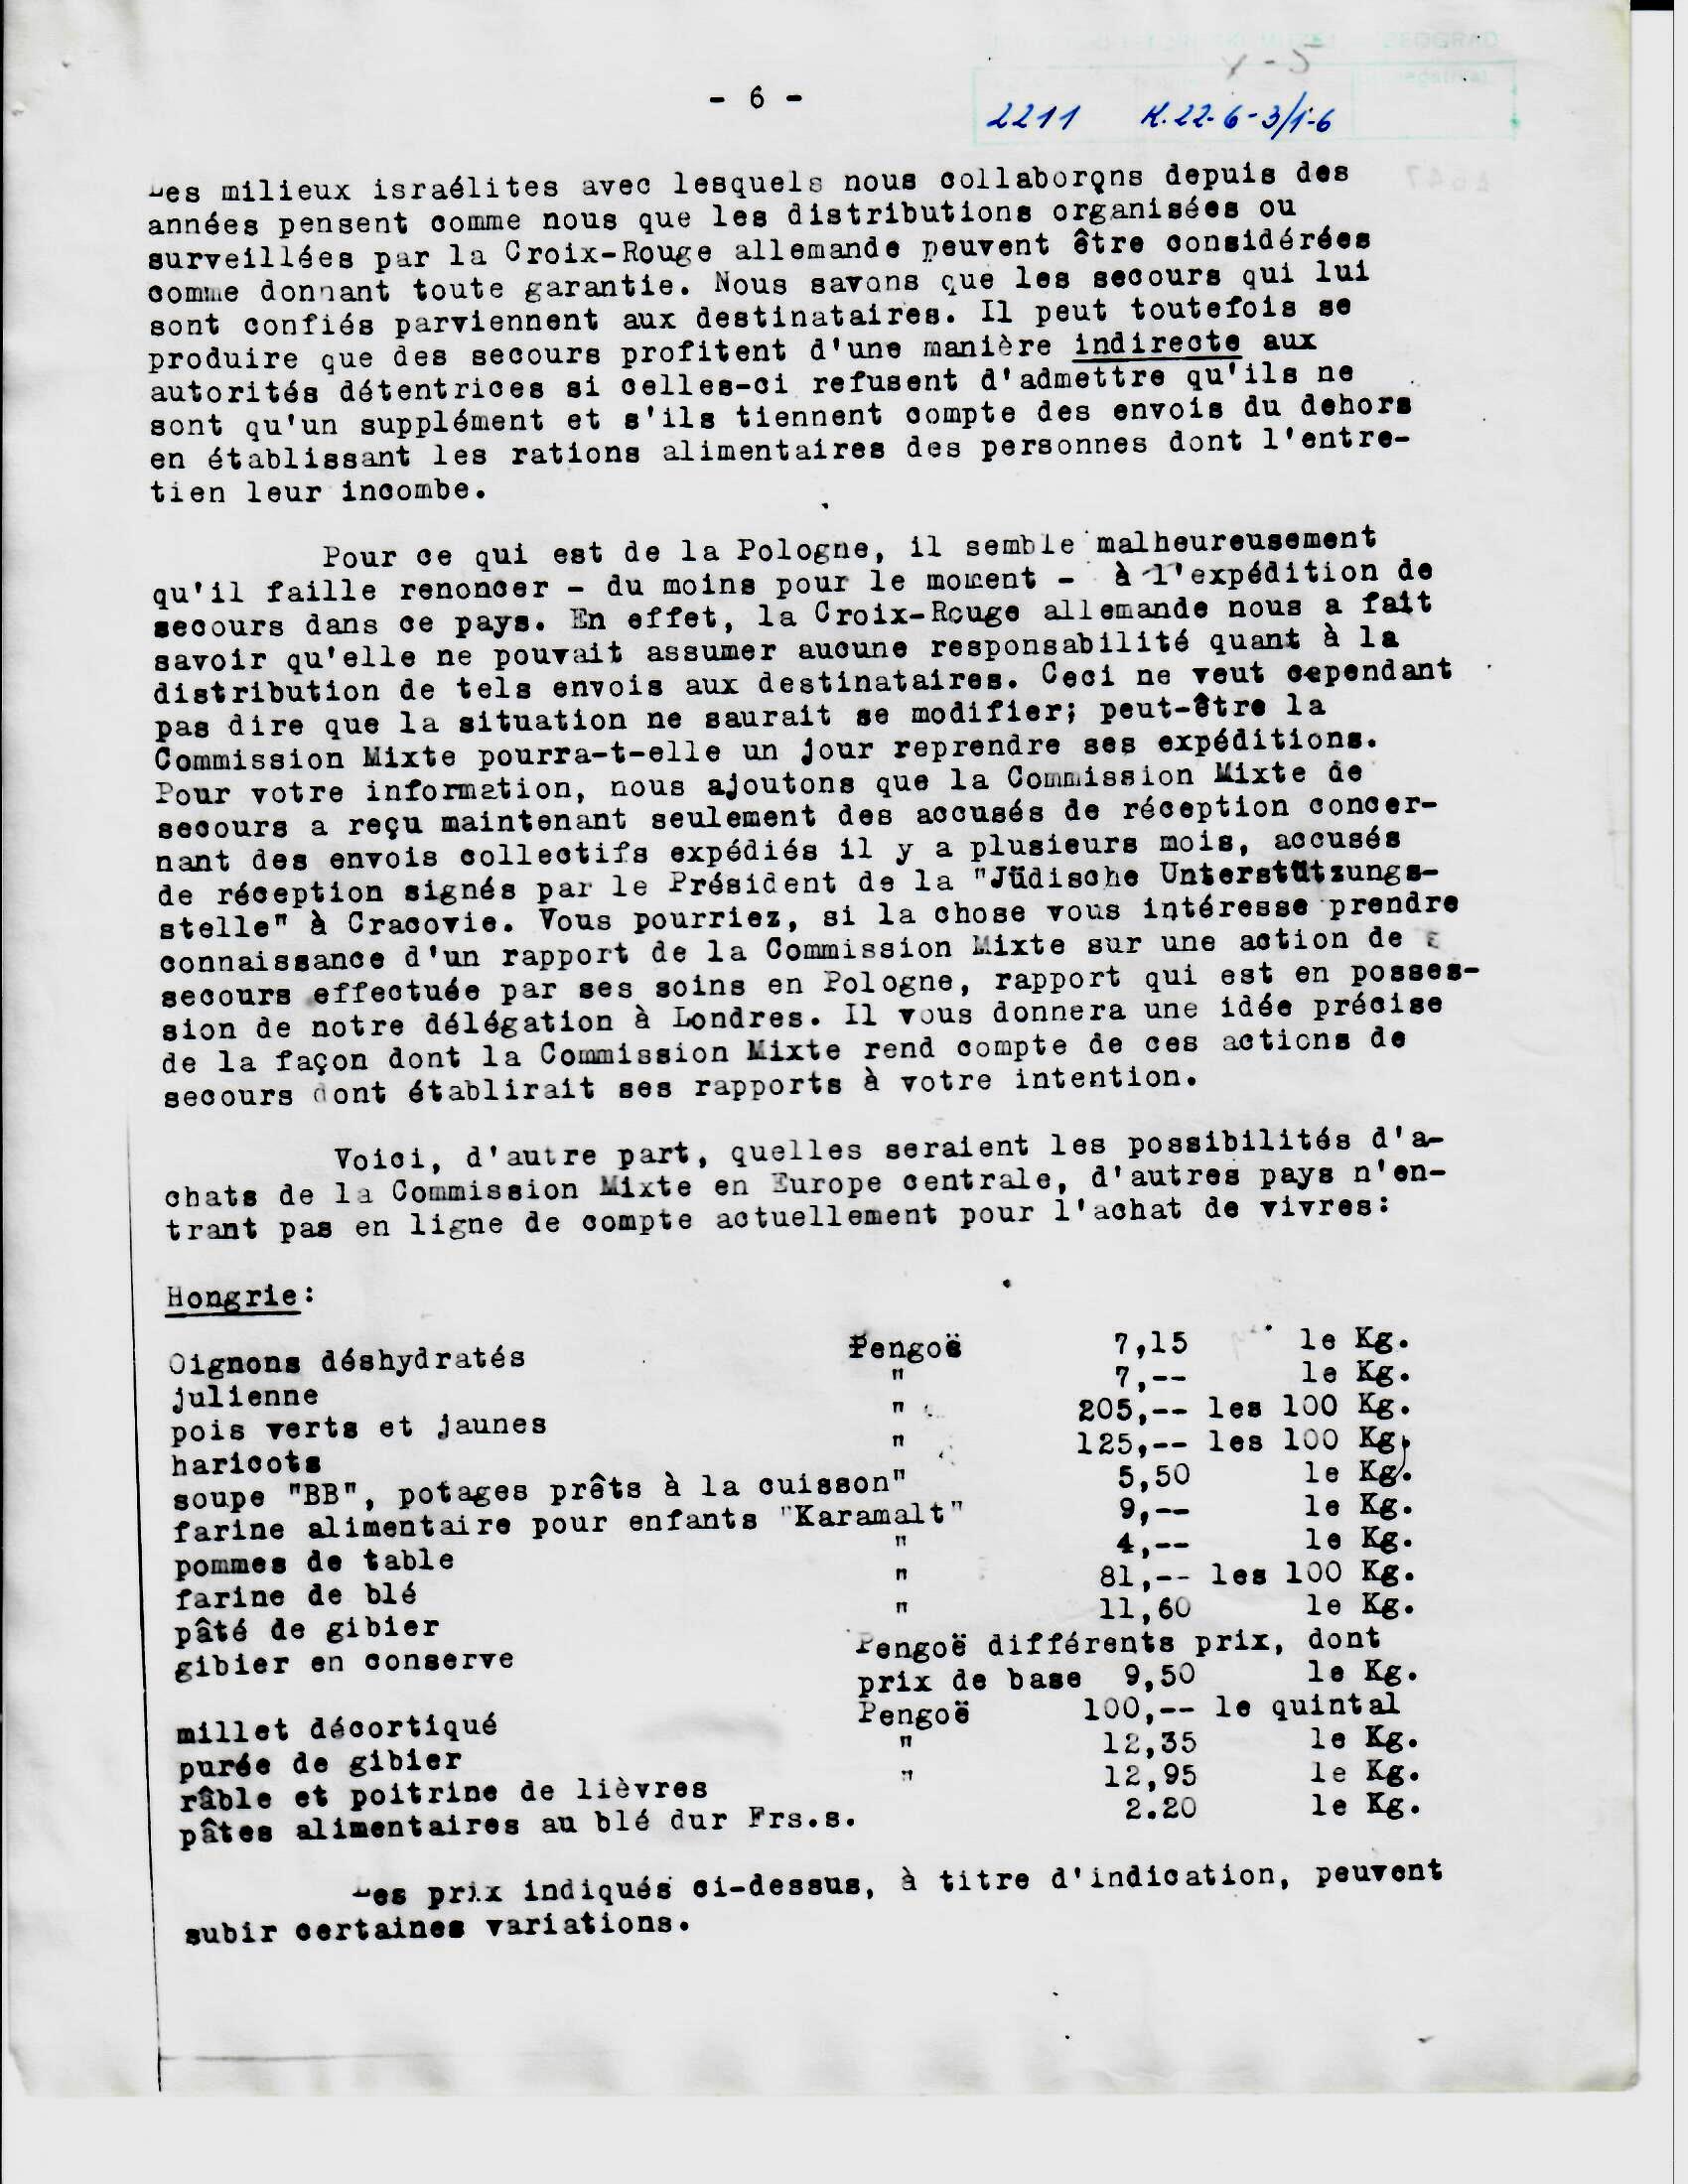 - 6 -
2211 K.22-6-3/1-6
Les milieux israélites avec lesquels nous collaborons depuis des
années pensent comme nous que les distributions organisées ou
surveillées par la Croix-Rouge allemande peuvent être considérées
comme donnant toute garantie. Nous savons que les secours qui lui
sont confiés parviennent aux destinataires. Il peut toutefois se
produire que des secours profitent d'une manière indirecte aux
autorités détentrices si celles-ci refusent d'admettre qu'ils ne
sont qu'un supplément et s'ils tiennent compte des envois du dehors
en établissant les rations alimentaires des personnes dont l'entre-
tien leur incombe.
Pour ce qui est de la Pologne, il semble malheureusement
qu'il faille renoncer - du moins pour le moment - à l'expédition de
secours dans ce pays. En effet, la Croix-Rouge allemande nous a fait
savoir qu'elle ne pouvait assumer aucune responsabilité quant à la
distribution de tels envois aux destinataires. Ceci ne veut cependant
pas dire que la situation ne saurait se modifier; peut-être la
Commission Mixte pourra-t-elle un jour reprendre ses expéditions.
Pour votre information, nous ajoutons que la Commission Mixte de
secours a reçu maintenant seulement des accusés de réception concer-
nant des envois collectifs expédiés il y a plusieurs mois, accusés
de réception signés par le Président de la "Jüdische Unterstützungs-
stelle" à Cracovie. Vous pourriez, si la chose vous intéresse prendre
connaissance d'un rapport de la Commission Mixte sur une action de
secours effectuée par ses soins en Pologne, rapport qui est en posses-
sion de notre délégation à Londres. Il vous donnera une idée précise
de la façon dont la Commission Mixte rend compte de ces actions de
secours dont établirait ses rapports à votre intention.
Voici, d'autre part, quelles seraient les possibilités d'a-
chats de la Commission Mixte en Europe centrale, d'autres pays n'en-
trant pas en ligne de compte actuellement pour l'achat de vivres:
Hongrie:
Oignons déshydratés Pengoë 7,15 le Kg.
julienne " 7,-- le Kg.
pois verts et jaunes " 205,-- les 100 Kg.
haricots " 125,-- les 100 Kg.
soupe "BB", potages prêts à la cuisson" 5,50 le Kg.
farine alimentaire pour enfants "Karamalt" 9,-- le Kg.
pommes de table " 4,-- le Kg.
farine de blé " 81,-- les 100 Kg.
pâté de gibier " 11,60 le Kg.
gibier en conserve Pengoë différents prix, dont
prix de base 9,50 le Kg.
millet décortiqué Pengoë 100,-- le quintal
purée de gibier " 12,35 le Kg.
râble et poitrine de lièvres " 12,95 le Kg.
pâtes alimentaires au blé dur Frs.s. 2.20 le Kg.
Les prix indiqués ci-dessus, à titre d'indication, peuvent
subir certaines variations.